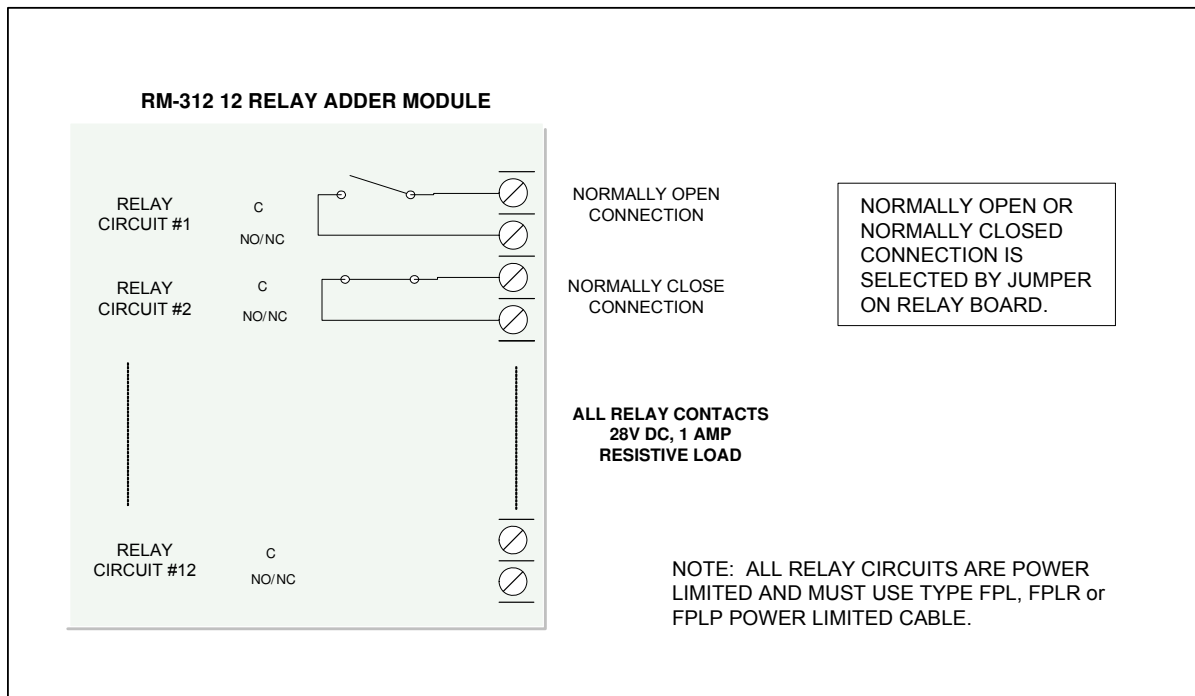 RM-312 12 RELAY ADDER MODULE
RELAY
CIRCUIT #1
C
NO/NC
NORMALLY OPEN
CONNECTION
RELAY
CIRCUIT #2
C
NO/NC
NORMALLY CLOSE
CONNECTION
NORMALLY OPEN OR
NORMALLY CLOSED
CONNECTION IS
SELECTED BY JUMPER
ON RELAY BOARD.
ALL RELAY CONTACTS
28V DC, 1 AMP
RESISTIVE LOAD
RELAY
CIRCUIT #12
C
NO/NC
NOTE: ALL RELAY CIRCUITS ARE POWER
LIMITED AND MUST USE TYPE FPL, FPLR or
FPLP POWER LIMITED CABLE.